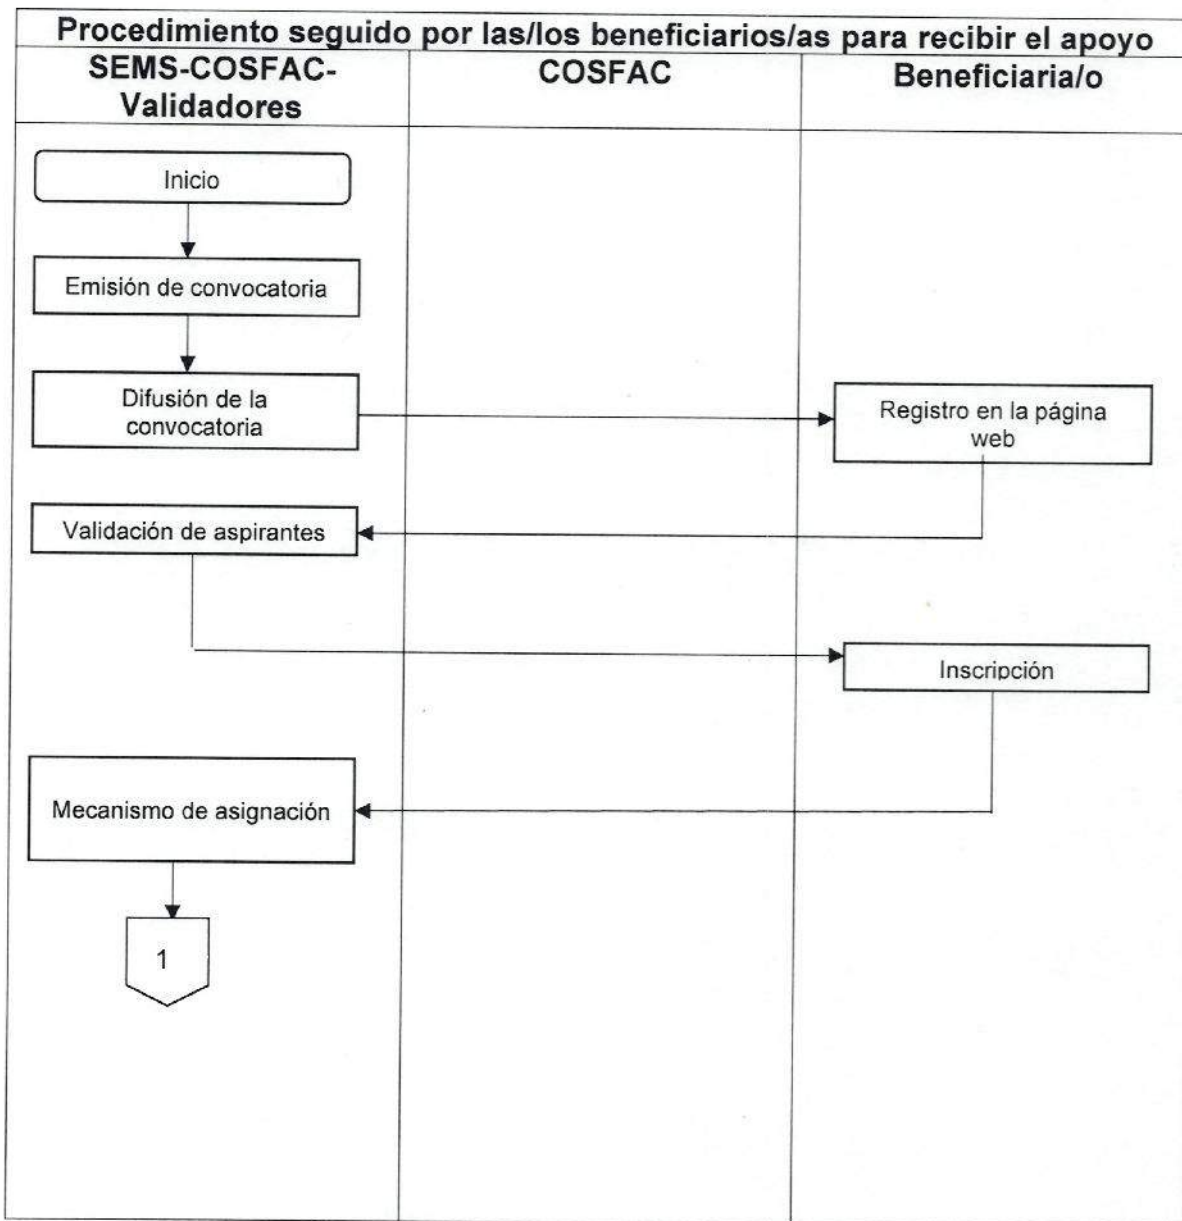 Procedimiento seguido por las/los beneficiarios/as para recibir el apoyo
SEMS-COSFAC-
Validadores
COSFAC
Beneficiaria/o
Inicio
Emisión de convocatoria
Difusión de la
convocatoria
Registro en la página
web
Validación de aspirantes
Inscripción
Mecanismo de asignación
1